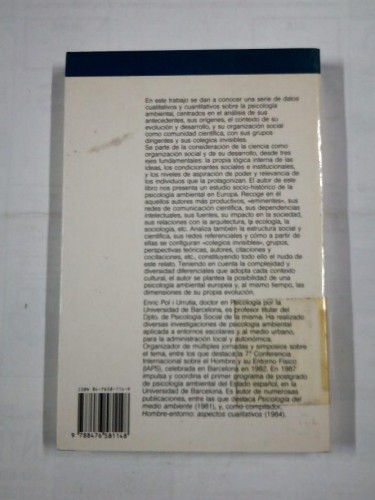 En este trabajo se dan a conocer una serie de datos
cualitativos y cuantitativos sobre la psicología
ambiental, centrados en el análisis de sus
antecedentes, sus orígenes, el contexto de su
evolución y desarrollo, y su organización social
como comunidad científica, con sus grupos
dirigentes y sus colegios invisibles.
Se parte de la consideración de la ciencia como
organización social y de su desarrollo, desde tres
ejes fundamentales: la propia lógica interna de las
ideas, los condicionantes sociales e institucionales,
y los niveles de aspiración de poder y relevancia de
los individuos que la protagonizan. El autor de este
libro nos presenta un estudio socio-histórico de la
psicología ambiental en Europa. Recoge en él
aquellos autores más productivos, «eminentes», sus
redes de comunicación científica, sus dependencias
intelectuales, sus fuentes, su impacto en la sociedad,
sus relaciones con la arquitectura, la ecología, la
sociología, etc. Analiza también la estructura social y
científica, sus redes referenciales y cómo a partir de
ellas se configuran «colegios invisibles», grupos,
perspectivas teóricas, autores, citaciones y
cocitaciones, etc., constituyendo todo ello el nudo de
este relato. Teniendo en cuenta la complejidad y
diversidad diferenciales que adopta cada contexto
cultural, el autor se plantea la posibilidad de una
psicología ambiental europea y, al mismo tiempo, las
dimensiones de su propia evolución.
Enric Pol i Urrutia, doctor en Psicología por la
Universidad de Barcelona, es profesor titular del
Dpto. de Psicología Social de la misma. Ha realizado
diversas investigaciones de psicología ambiental
aplicada a entornos escolares y al medio urbano,
para la administración local y autonómica.
Organizador de múltiples jornadas y simposios sobre
el tema, entre los que destaca la 7.ª Conferencia
Internacional sobre el Hombre y su Entorno Físico
(IAPS), celebrada en Barcelona en 1982. En 1987
impulsa y coordina el primer programa de postgrado
de psicología ambiental del Estado español, en la
Universidad de Barcelona. Es autor de numerosas
publicaciones, entre las que destaca Psicología del
medio ambiente (1981), y, como compilador,
Hombre-entorno: aspectos cualitativos (1984).
ISBN 84-7658-114-9
9 788476 581148